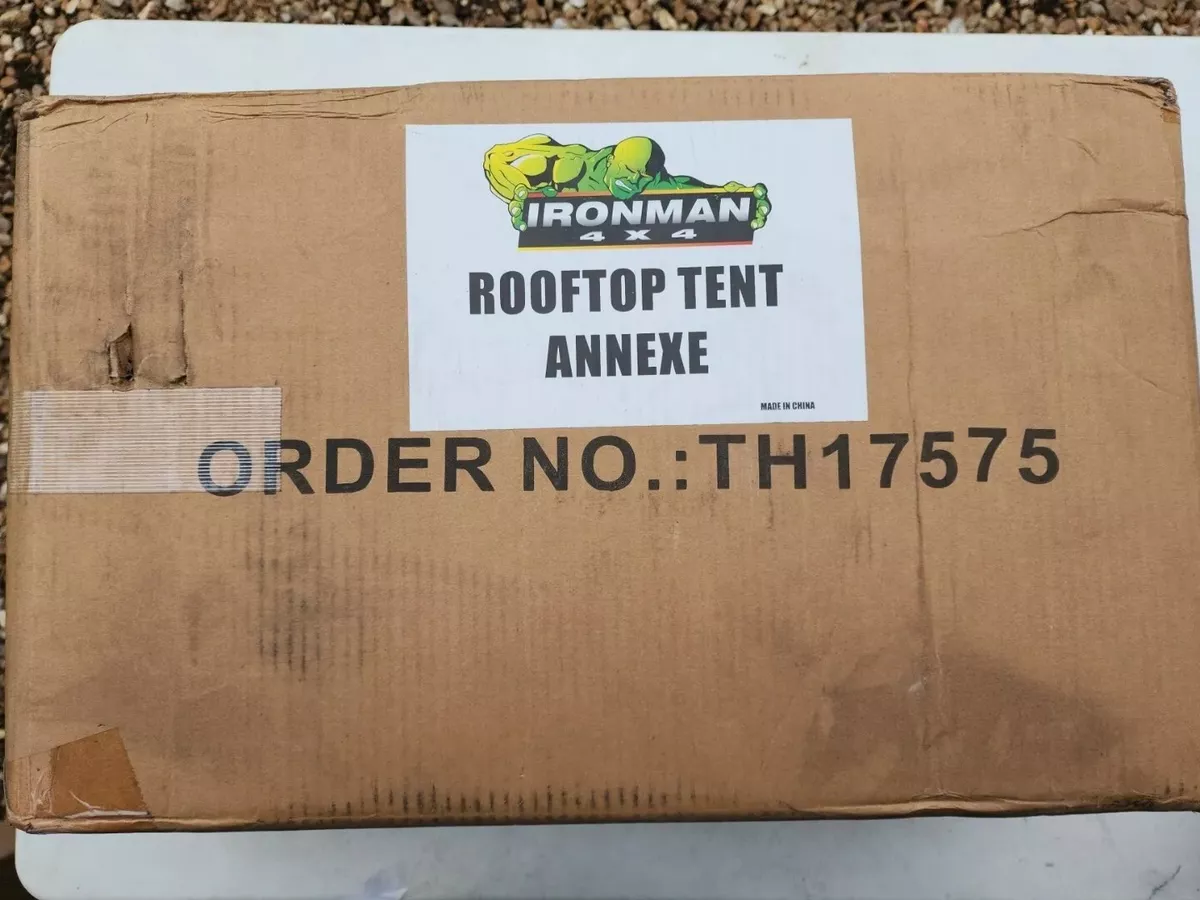 IRONMAN
4 X 4
ROOFTOP TENT
ANNEXE
MADE IN CHINA
ORDER NO.:TH17575